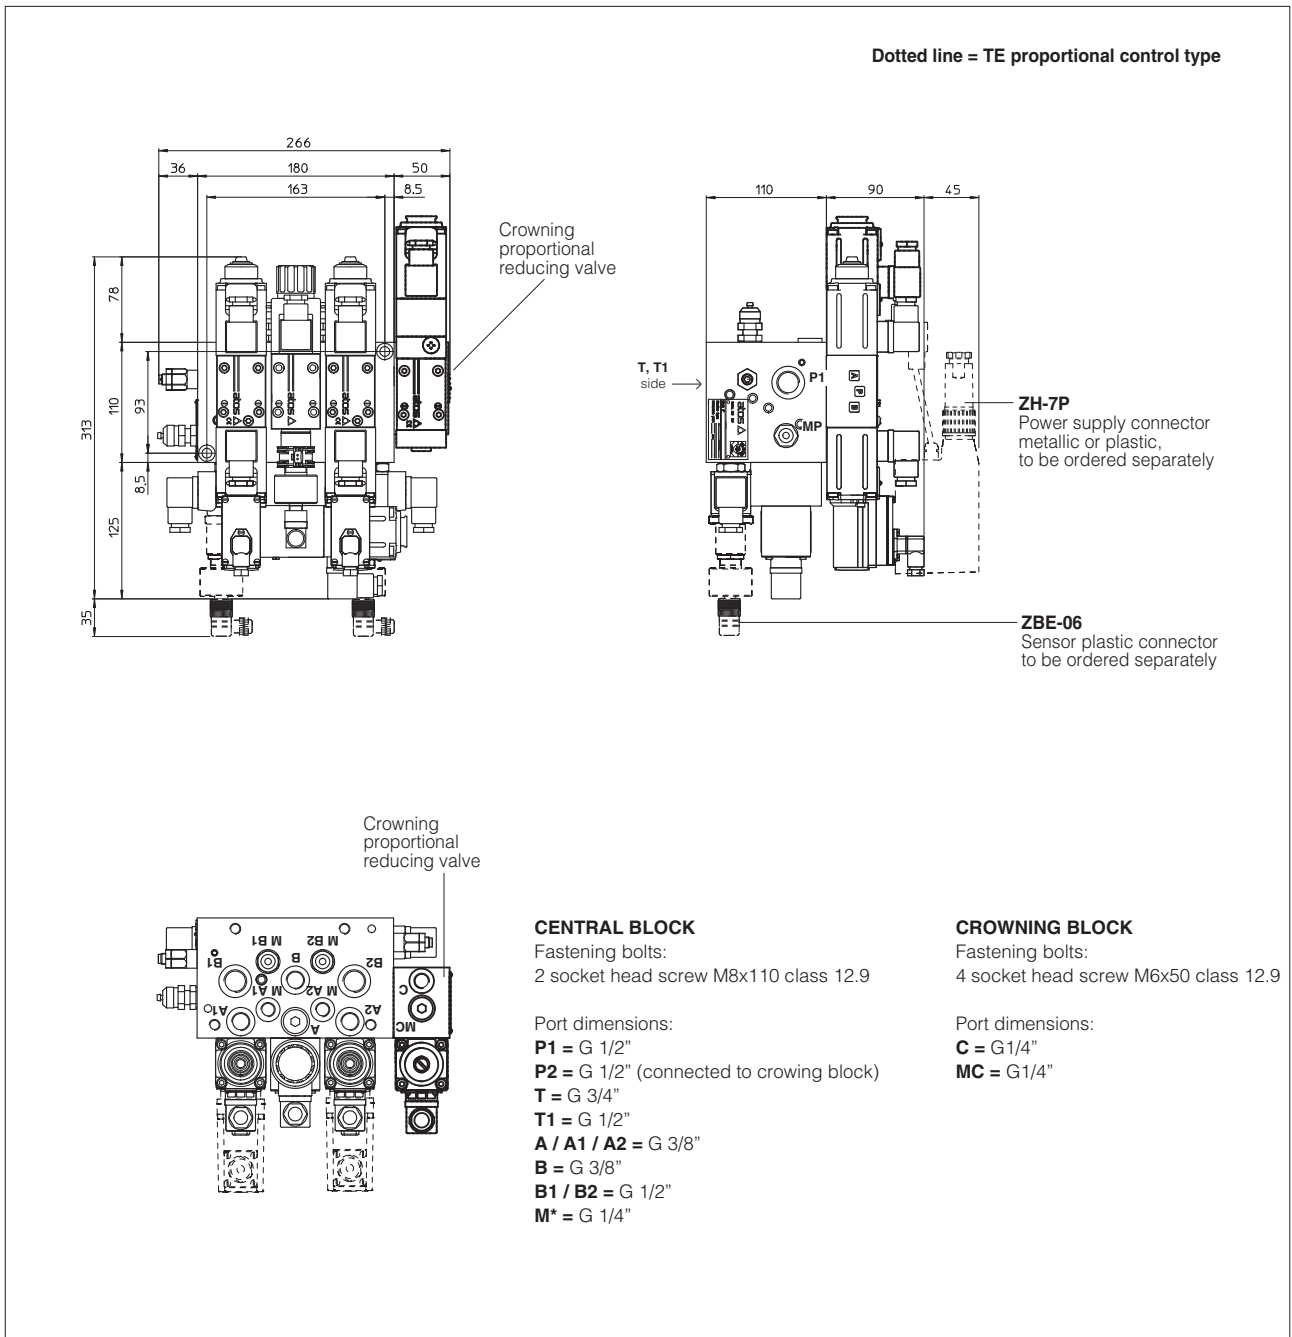 Dotted line = TE proportional control type
266
36
180
50
163
8.5
110
90
45
Crowning
proportional
reducing valve
78
313
110
93
8,5
125
35
atos
atos
atos
atos
T, T1
side
P1
MP
A
P
B
atos
ZH-7P
Power supply connector
metallic or plastic,
to be ordered separately
ZBE-06
Sensor plastic connector
to be ordered separately
Crowning
proportional
reducing valve
M B1
M B2
B1
B
B2
M A1
M A2
A1
A
A2
C
MC
CENTRAL BLOCK
Fastening bolts:
2 socket head screw M8x110 class 12.9
Port dimensions:
P1 = G 1/2”
P2 = G 1/2” (connected to crowing block)
T = G 3/4”
T1 = G 1/2”
A / A1 / A2 = G 3/8”
B = G 3/8”
B1 / B2 = G 1/2”
M* = G 1/4”
CROWNING BLOCK
Fastening bolts:
4 socket head screw M6x50 class 12.9
Port dimensions:
C = G1/4”
MC = G1/4”